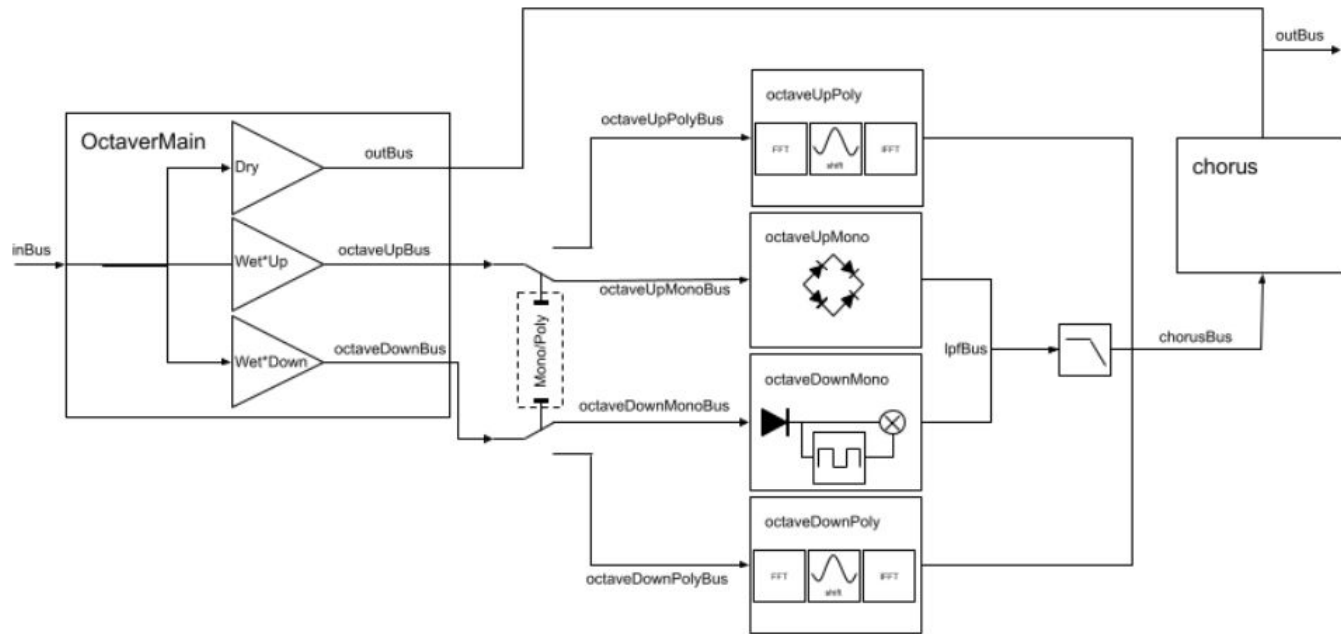 outBus
octaveUpPoly
octaveUpPolyBus
FFT
shift
IFFT
OctaverMain
Dry
outBus
chorus
octaveUpMono
inBus
Wet*Up
octaveUpBus
octaveUpMonoBus
Mono/Poly
lpfBus
chorusBus
Wet*Down
octaveDownBus
octaveDownMono
octaveDownMonoBus
octaveDownPoly
octaveDownPolyBus
FFT
shift
IFFT